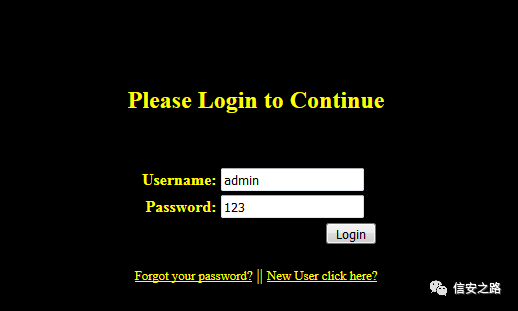 Please Login to Continue
Username: admin
Password: 123
Login
Forgot your password? || New User click here?
信安之路